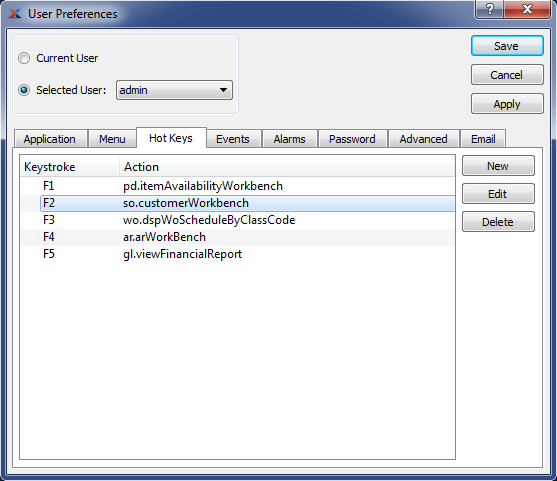 User Preferences
?
Current User
Selected User: admin
Save
Cancel
Apply
Application Menu Hot Keys Events Alarms Password Advanced Email
Keystroke Action
F1 pd.itemAvailabilityWorkbench
F2 so.customerWorkbench
F3 wo.dspWoScheduleByClassCode
F4 ar.arWorkBench
F5 gl.viewFinancialReport
New
Edit
Delete